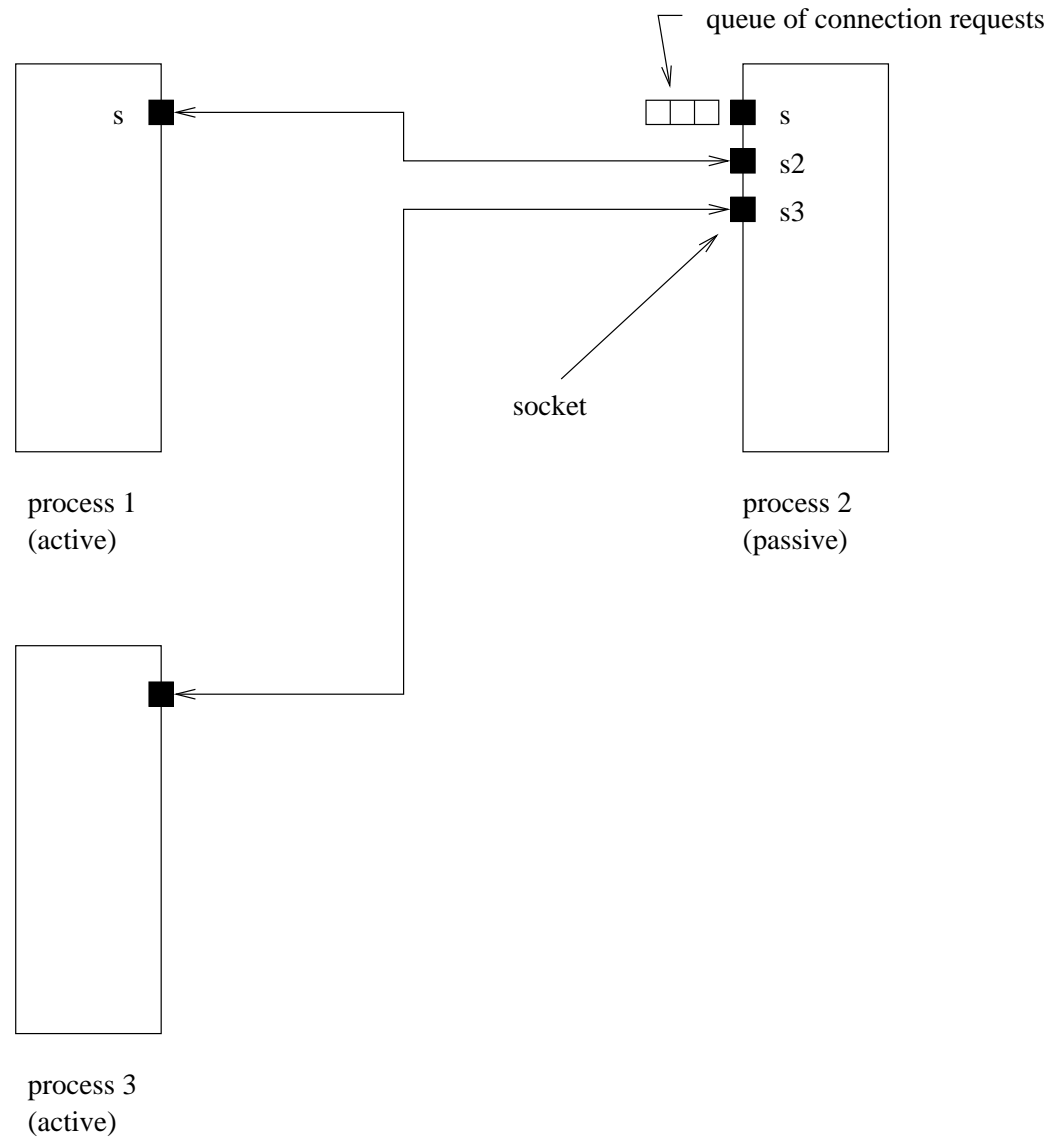 queue of connection requests
s
s
s2
s3
socket
process 1
(active)
process 2
(passive)
process 3
(active)